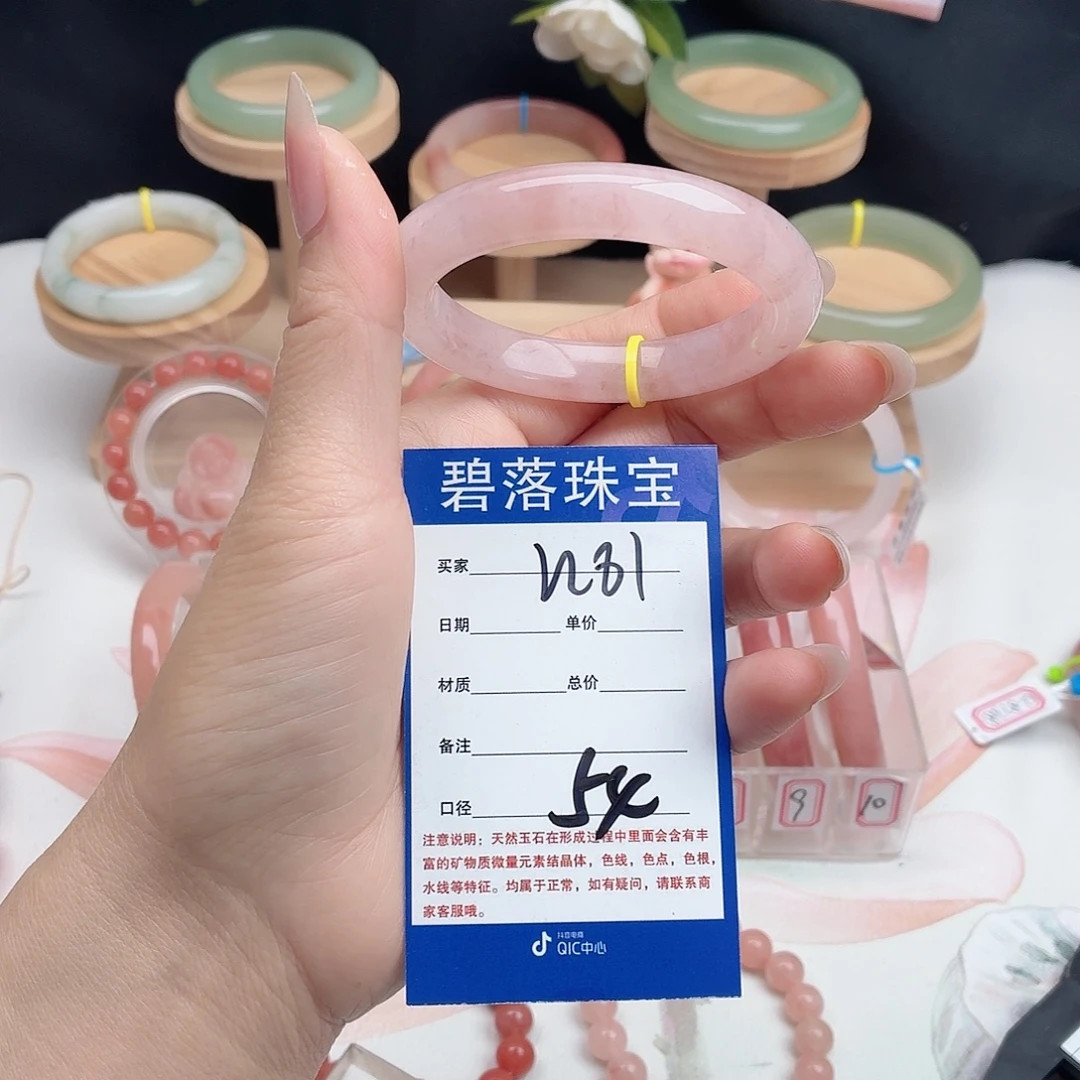 碧落珠宝
买家 n81
日期 单价
材质 总价
备注
口径 54
注意说明：天然玉石在形成过程中里面会含有丰
富的矿物质微量元素结晶体，色线，色点，色根，
水线等特征。均属于正常，如有疑问，请联系商
家客服哦。
抖音电商
QIC中心
9 10